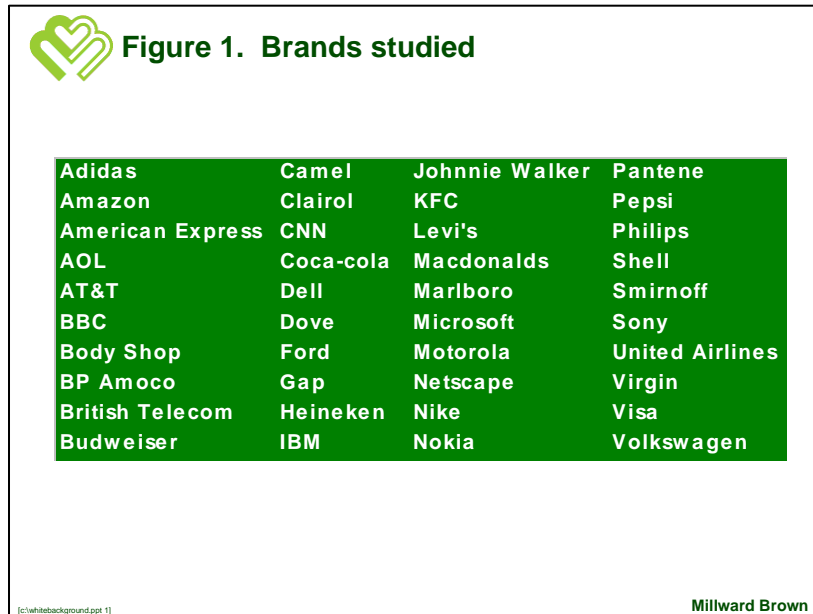 Figure 1. Brands studied
Adidas Camel Johnnie Walker Pantene
Amazon Clairol KFC Pepsi
American Express CNN Levi's Philips
AOL Coca-cola Macdonalds Shell
AT&T Dell Marlboro Smirnoff
BBC Dove Microsoft Sony
Body Shop Ford Motorola United Airlines
BP Amoco Gap Netscape Virgin
British Telecom Heineken Nike Visa
Budweiser IBM Nokia Volkswagen
[c:\whitebackground.ppt 1]
Millward Brown